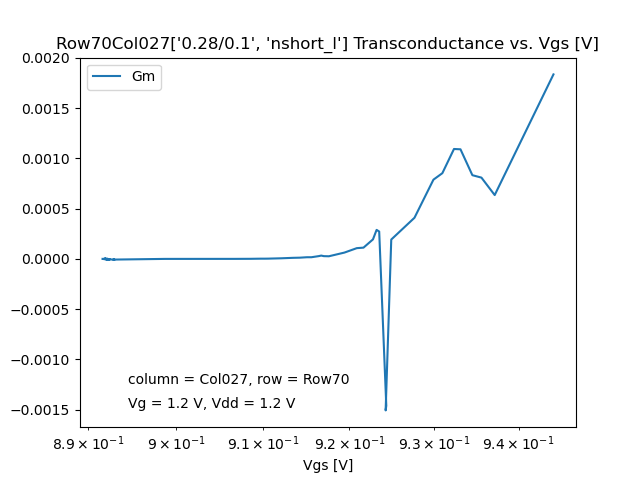 Row70Col027['0.28/0.1', 'nshort_l'] Transconductance vs. Vgs [V]
0.0020
Gm
0.0015
0.0010
0.0005
0.0000
−0.0005
−0.0010
−0.0015
column = Col027, row = Row70
Vg = 1.2 V, Vdd = 1.2 V
8.9 × 10⁻¹ 9 × 10⁻¹ 9.1 × 10⁻¹ 9.2 × 10⁻¹ 9.3 × 10⁻¹ 9.4 × 10⁻¹
Vgs [V]